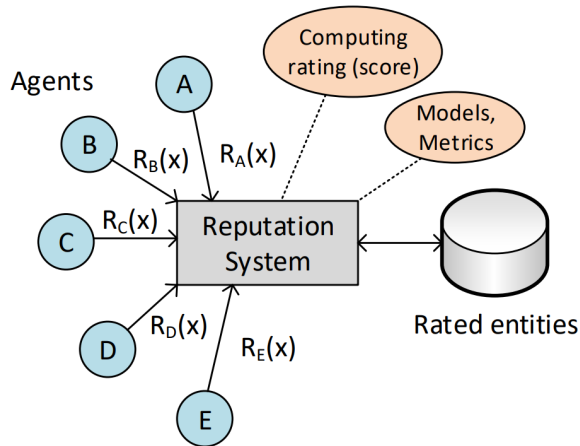 Computing
rating (score)
Agents
A
Models,
Metrics
B
R_B(x)
R_A(x)
C
R_C(x)
Reputation
System
D
R_D(x)
Rated entities
R_E(x)
E